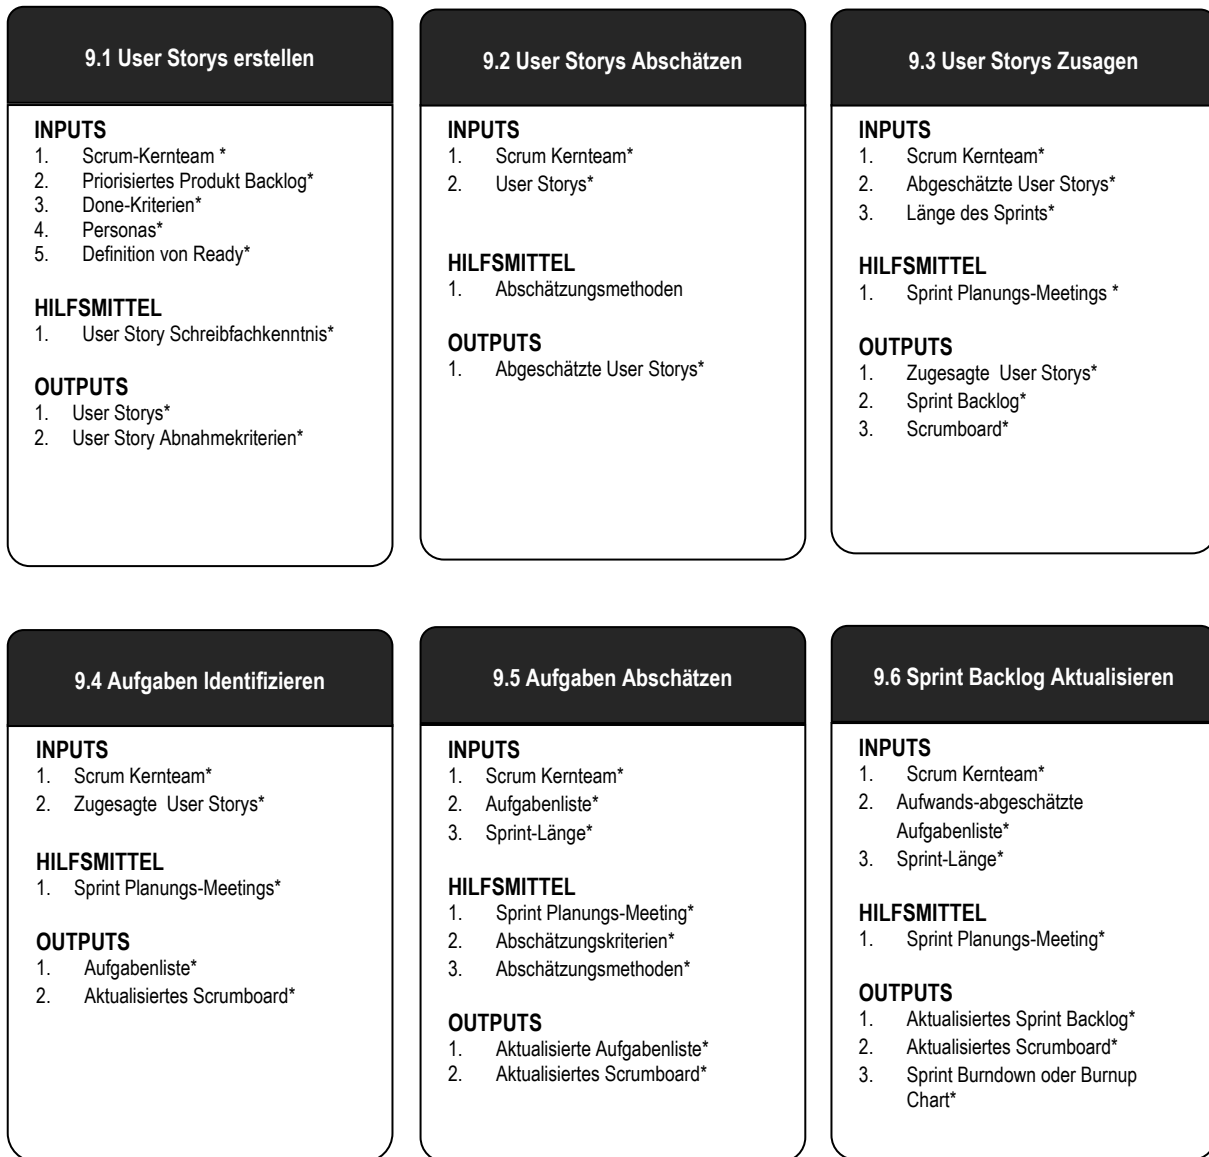 9.1 User Storys erstellen
INPUTS
1. Scrum-Kernteam *
2. Priorisiertes Produkt Backlog*
3. Done-Kriterien*
4. Personas*
5. Definition von Ready*
HILFSMITTEL
1. User Story Schreibfachkenntnis*
OUTPUTS
1. User Storys*
2. User Story Abnahmekriterien*
9.2 User Storys Abschätzen
INPUTS
1. Scrum Kernteam*
2. User Storys*
HILFSMITTEL
1. Abschätzungsmethoden
OUTPUTS
1. Abgeschätzte User Storys*
9.3 User Storys Zusagen
INPUTS
1. Scrum Kernteam*
2. Abgeschätzte User Storys*
3. Länge des Sprints*
HILFSMITTEL
1. Sprint Planungs-Meetings *
OUTPUTS
1. Zugesagte User Storys*
2. Sprint Backlog*
3. Scrumboard*
9.4 Aufgaben Identifizieren
INPUTS
1. Scrum Kernteam*
2. Zugesagte User Storys*
HILFSMITTEL
1. Sprint Planungs-Meetings*
OUTPUTS
1. Aufgabenliste*
2. Aktualisiertes Scrumboard*
9.5 Aufgaben Abschätzen
INPUTS
1. Scrum Kernteam*
2. Aufgabenliste*
3. Sprint-Länge*
HILFSMITTEL
1. Sprint Planungs-Meeting*
2. Abschätzungskriterien*
3. Abschätzungsmethoden*
OUTPUTS
1. Aktualisierte Aufgabenliste*
2. Aktualisiertes Scrumboard*
9.6 Sprint Backlog Aktualisieren
INPUTS
1. Scrum Kernteam*
2. Aufwands-abgeschätzte
Aufgabenliste*
3. Sprint-Länge*
HILFSMITTEL
1. Sprint Planungs-Meeting*
OUTPUTS
1. Aktualisiertes Sprint Backlog*
2. Aktualisiertes Scrumboard*
3. Sprint Burndown oder Burnup
Chart*